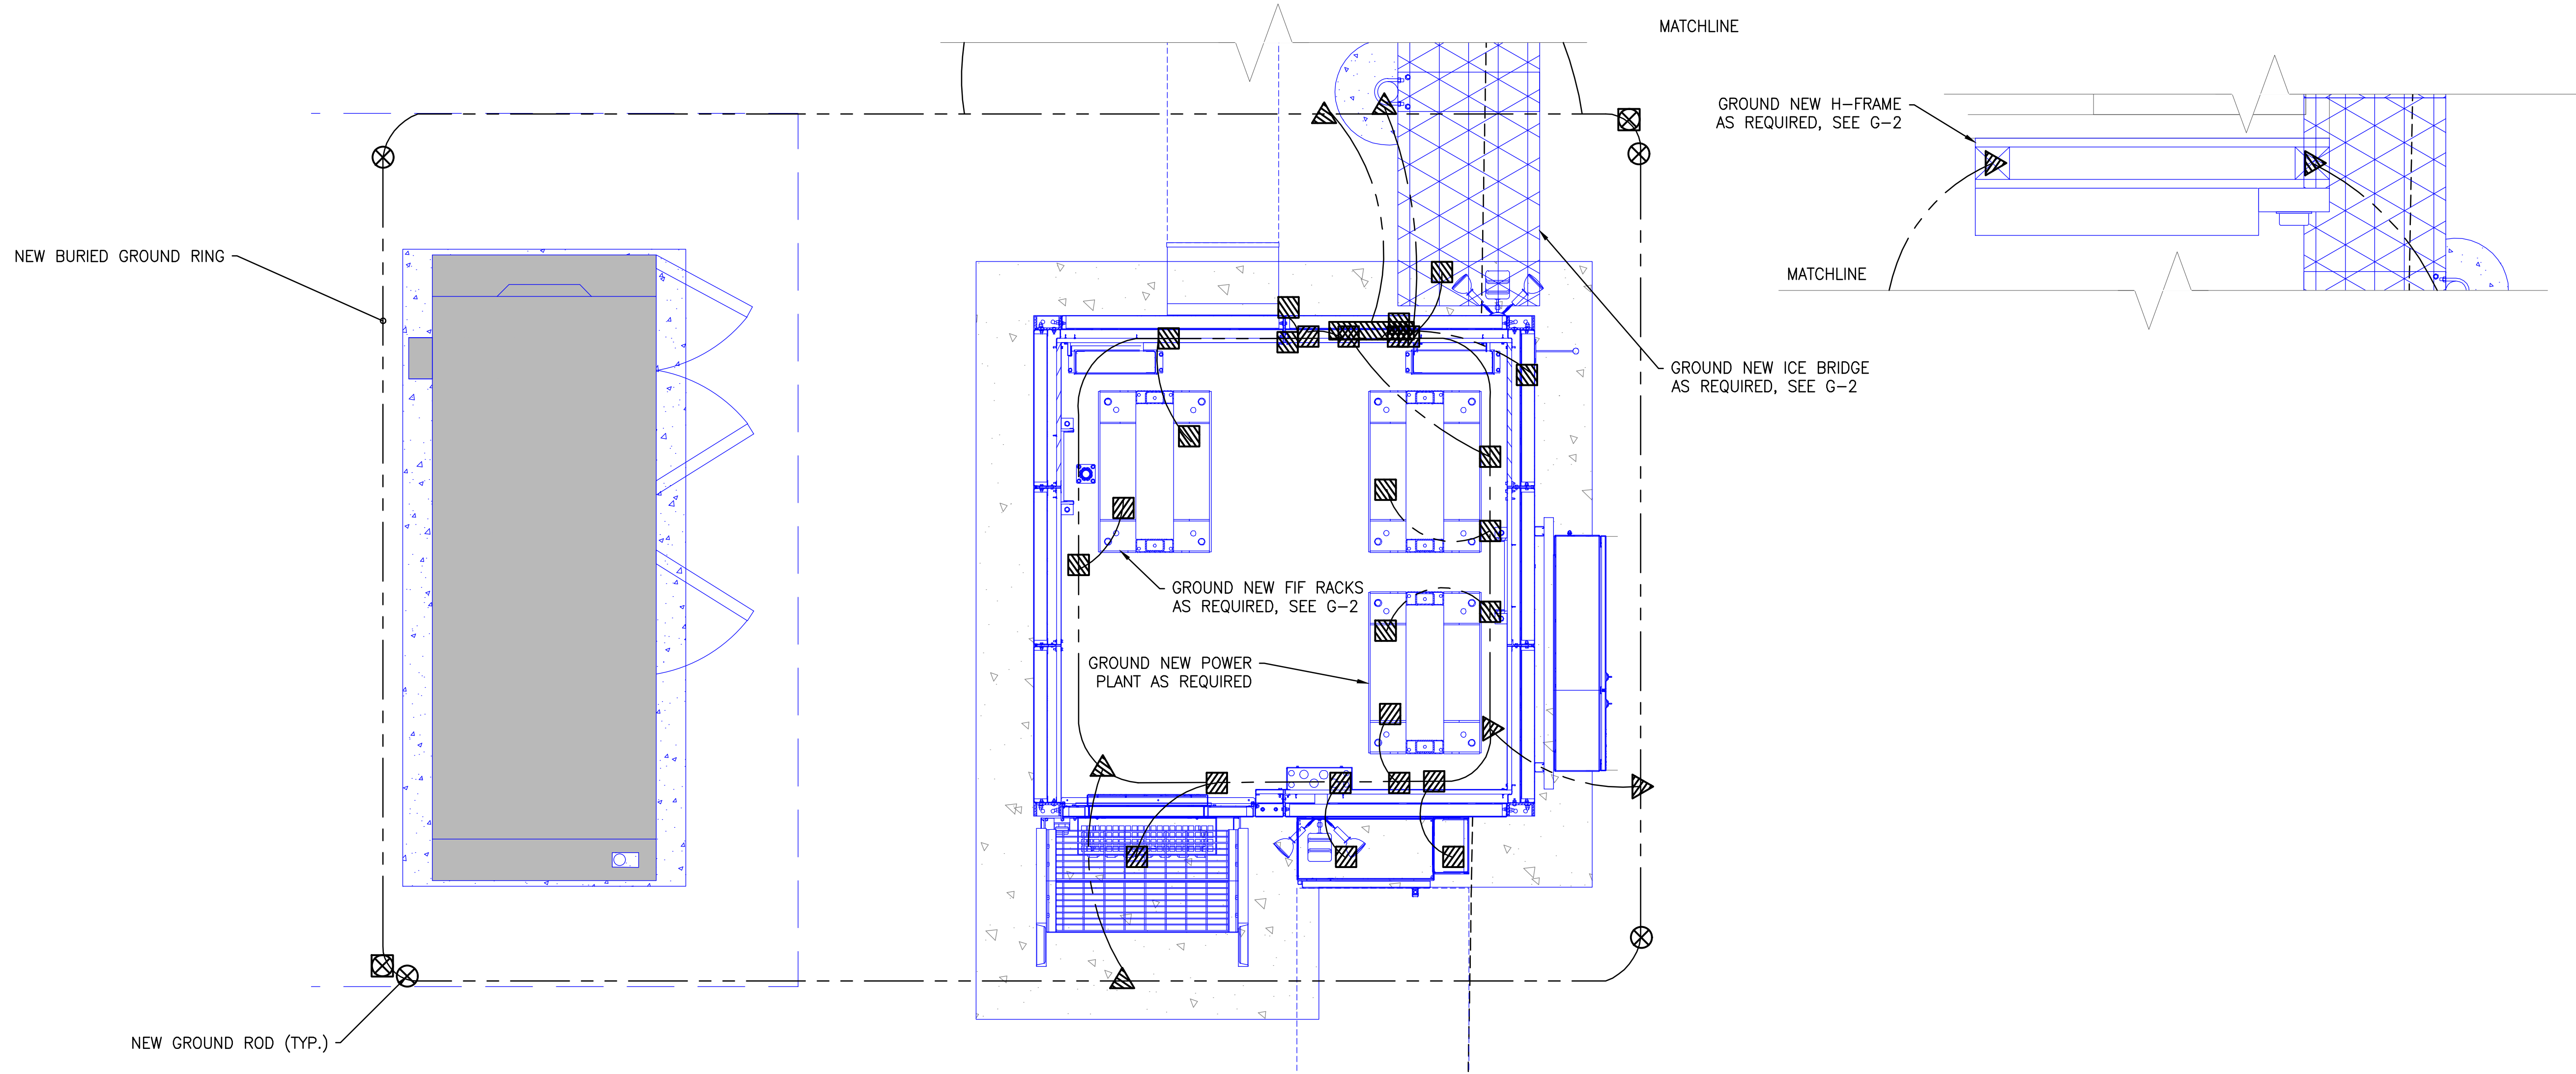 MATCHLINE
GROUND NEW H-FRAME
AS REQUIRED, SEE G-2
NEW BURIED GROUND RING
MATCHLINE
GROUND NEW ICE BRIDGE
AS REQUIRED, SEE G-2
GROUND NEW FIF RACKS
AS REQUIRED, SEE G-2
GROUND NEW POWER
PLANT AS REQUIRED
NEW GROUND ROD (TYP.)